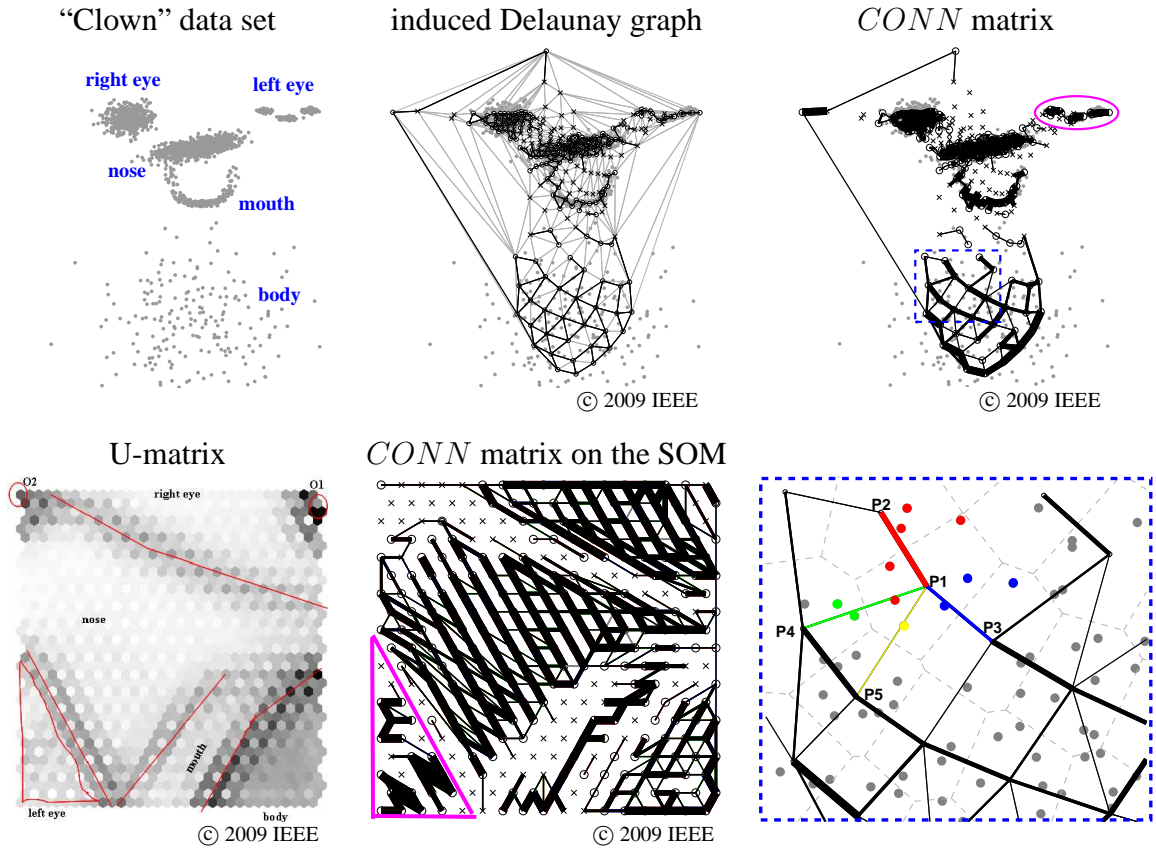 “Clown” data set
induced Delaunay graph
CONN matrix
right eye
left eye
nose
mouth
body
© 2009 IEEE
© 2009 IEEE
U-matrix
CONN matrix on the SOM
O2
right eye
O1
nose
mouth
left eye
body
© 2009 IEEE
© 2009 IEEE
P2
P1
P4
P3
P5